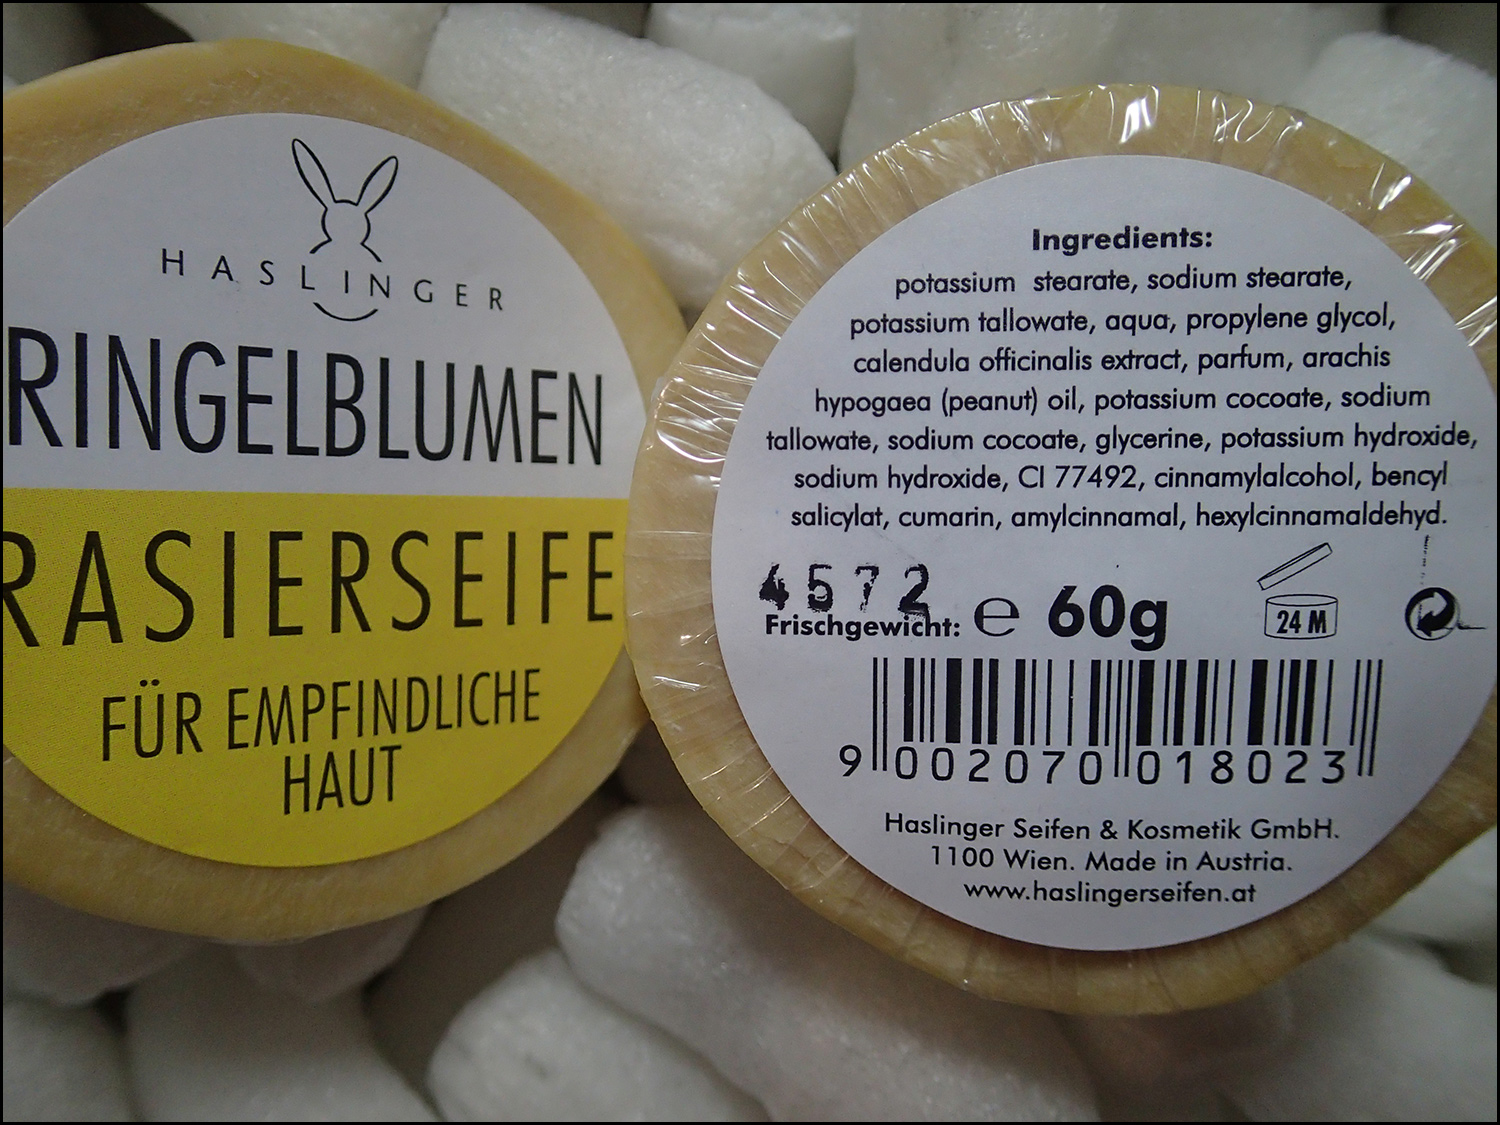 HASLINGER
RINGELBLUMEN
RASIERSEIFE
FÜR EMPFINDLICHE
HAUT
Ingredients:
potassium stearate, sodium stearate,
potassium tallowate, aqua, propylene glycol,
calendula officinalis extract, parfum, arachis
hypogaea (peanut) oil, potassium cocoate, sodium
tallowate, sodium cocoate, glycerine, potassium hydroxide,
sodium hydroxide, CI 77492, cinnamylalcohol, bencyl
salicylat, cumarin, amylcinnamal, hexylcinnamaldehyd.
4572
Frischgewicht: ℮ 60g
24 M
9 002070 018023
Haslinger Seifen & Kosmetik GmbH.
1100 Wien. Made in Austria.
www.haslingerseifen.at